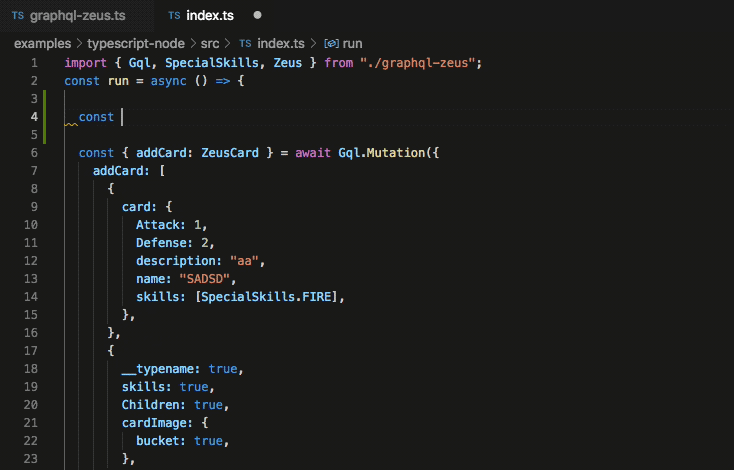 TS graphql-zeus.ts TS index.ts
examples > typescript-node > src > TS index.ts > run
1 import { Gql, SpecialSkills, Zeus } from "./graphql-zeus";
2 const run = async () => {
3
4 const
5
6 const { addCard: ZeusCard } = await Gql.Mutation({
7 addCard: [
8 {
9 card: {
10 Attack: 1,
11 Defense: 2,
12 description: "aa",
13 name: "SADSD",
14 skills: [SpecialSkills.FIRE],
15 },
16 },
17 {
18 __typename: true,
19 skills: true,
20 Children: true,
21 cardImage: {
22 bucket: true,
23 },